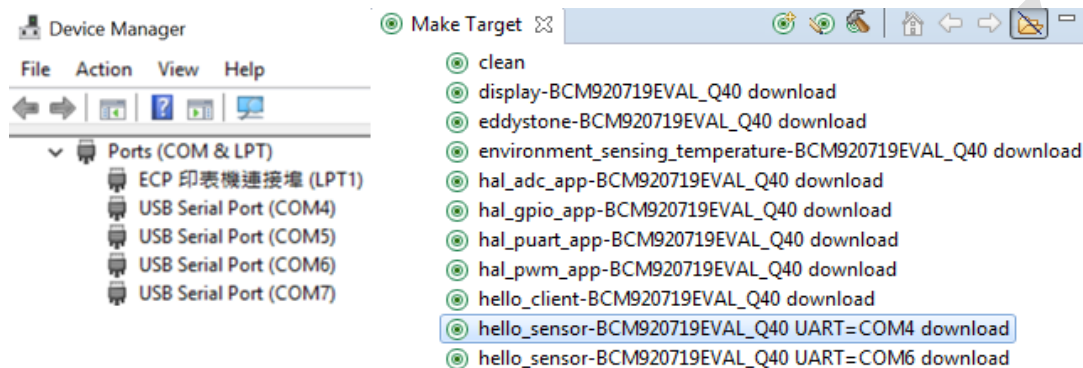 Device Manager
File Action View Help
Ports (COM & LPT)
ECP 印表機連接埠 (LPT1)
USB Serial Port (COM4)
USB Serial Port (COM5)
USB Serial Port (COM6)
USB Serial Port (COM7)
Make Target
clean
display-BCM920719EVAL_Q40 download
eddystone-BCM920719EVAL_Q40 download
environment_sensing_temperature-BCM920719EVAL_Q40 download
hal_adc_app-BCM920719EVAL_Q40 download
hal_gpio_app-BCM920719EVAL_Q40 download
hal_puart_app-BCM920719EVAL_Q40 download
hal_pwm_app-BCM920719EVAL_Q40 download
hello_client-BCM920719EVAL_Q40 download
hello_sensor-BCM920719EVAL_Q40 UART=COM4 download
hello_sensor-BCM920719EVAL_Q40 UART=COM6 download